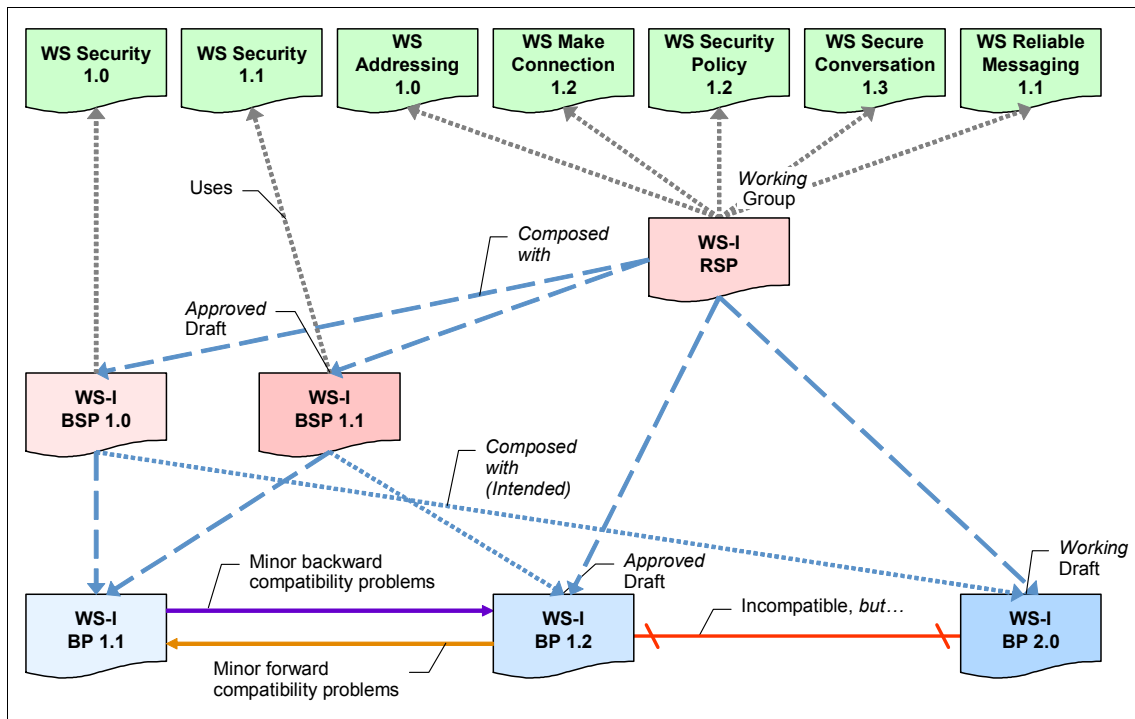 WS Security
1.0
WS Security
1.1
WS
Addressing
1.0
WS Make
Connection
1.2
WS Security
Policy
1.2
WS Secure
Conversation
1.3
WS Reliable
Messaging
1.1
Uses
Working
Group
WS-I
RSP
Composed
with
Approved
Draft
WS-I
BSP 1.0
WS-I
BSP 1.1
Composed
with
(Intended)
Minor backward
compatibility problems
Approved
Draft
Working
Draft
Incompatible, but…
WS-I
BP 1.1
WS-I
BP 1.2
WS-I
BP 2.0
Minor forward
compatibility problems